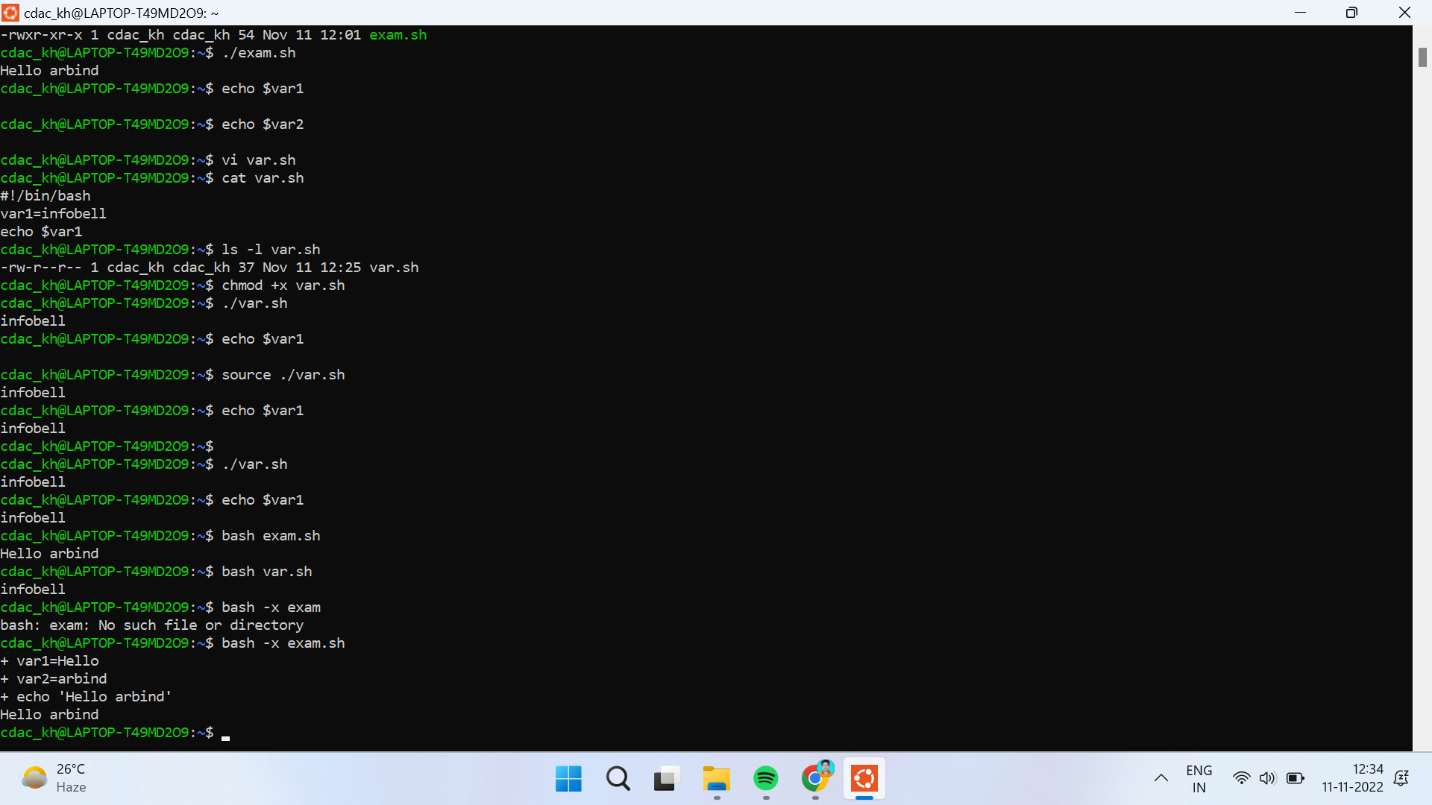 cdac_kh@LAPTOP-T49MD2O9: ~
-rwxr-xr-x 1 cdac_kh cdac_kh 54 Nov 11 12:01 exam.sh
cdac_kh@LAPTOP-T49MD2O9:~$ ./exam.sh
Hello arbind
cdac_kh@LAPTOP-T49MD2O9:~$ echo $var1
cdac_kh@LAPTOP-T49MD2O9:~$ echo $var2
cdac_kh@LAPTOP-T49MD2O9:~$ vi var.sh
cdac_kh@LAPTOP-T49MD2O9:~$ cat var.sh
#!/bin/bash
var1=infobell
echo $var1
cdac_kh@LAPTOP-T49MD2O9:~$ ls -l var.sh
-rw-r--r-- 1 cdac_kh cdac_kh 37 Nov 11 12:25 var.sh
cdac_kh@LAPTOP-T49MD2O9:~$ chmod +x var.sh
cdac_kh@LAPTOP-T49MD2O9:~$ ./var.sh
infobell
cdac_kh@LAPTOP-T49MD2O9:~$ echo $var1
cdac_kh@LAPTOP-T49MD2O9:~$ source ./var.sh
infobell
cdac_kh@LAPTOP-T49MD2O9:~$ echo $var1
infobell
cdac_kh@LAPTOP-T49MD2O9:~$
cdac_kh@LAPTOP-T49MD2O9:~$ ./var.sh
infobell
cdac_kh@LAPTOP-T49MD2O9:~$ echo $var1
infobell
cdac_kh@LAPTOP-T49MD2O9:~$ bash exam.sh
Hello arbind
cdac_kh@LAPTOP-T49MD2O9:~$ bash var.sh
infobell
cdac_kh@LAPTOP-T49MD2O9:~$ bash -x exam
bash: exam: No such file or directory
cdac_kh@LAPTOP-T49MD2O9:~$ bash -x exam.sh
+ var1=Hello
+ var2=arbind
+ echo 'Hello arbind'
Hello arbind
cdac_kh@LAPTOP-T49MD2O9:~$
26°C
Haze
ENG
IN
12:34
11-11-2022